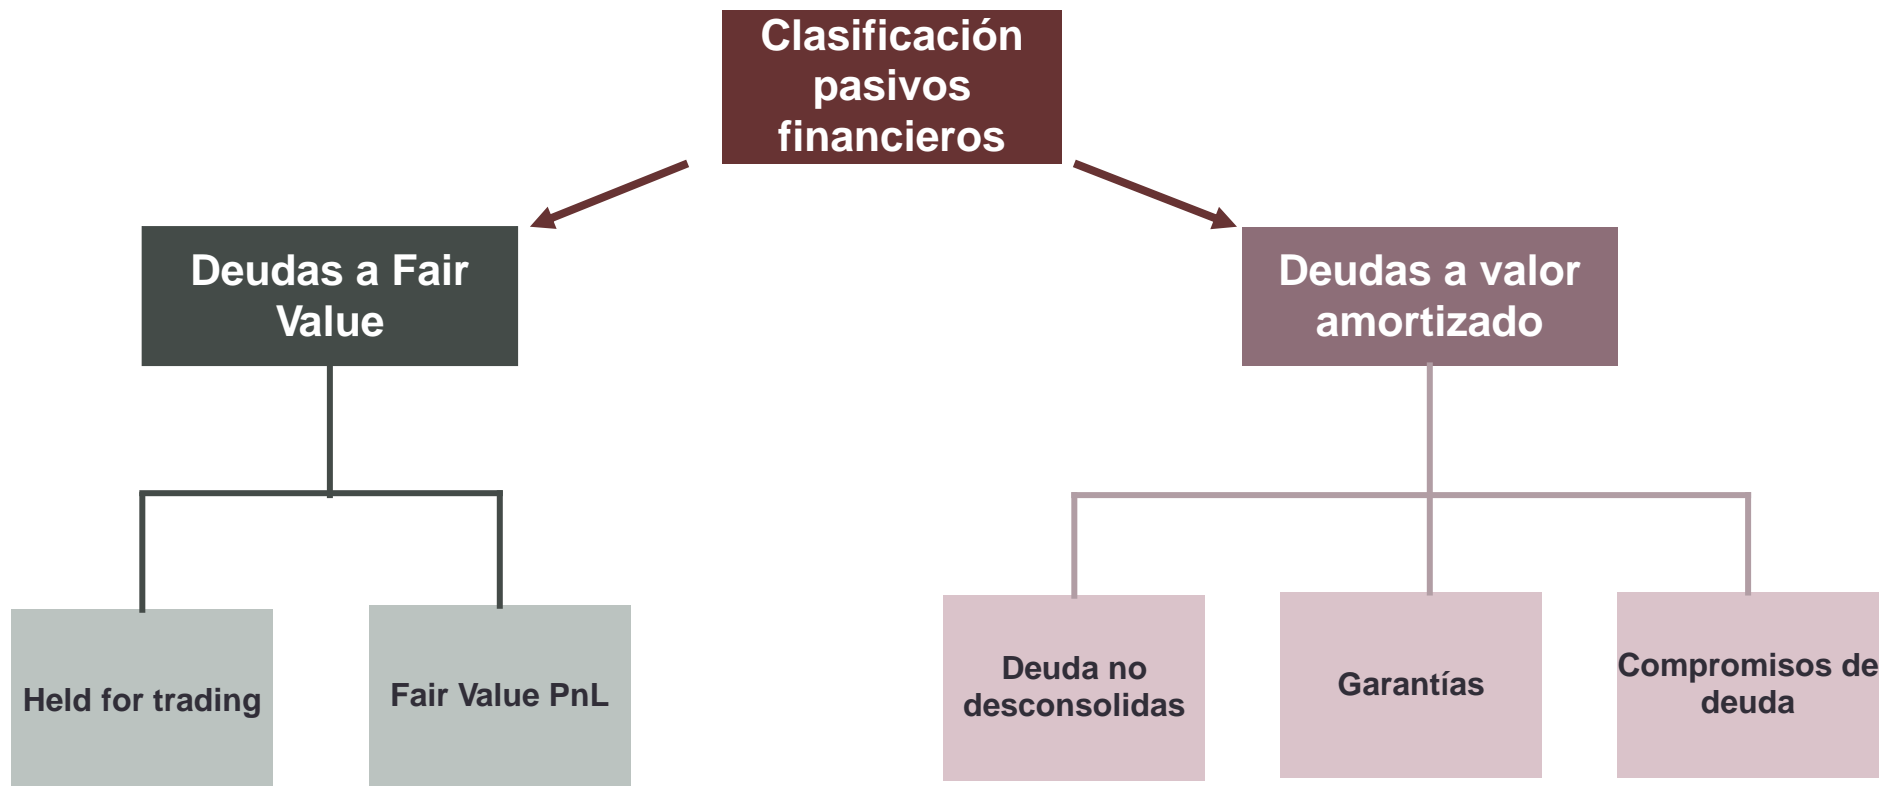 Clasificación
pasivos
financieros
Deudas a Fair
Value
Deudas a valor
amortizado
Held for trading
Fair Value PnL
Deuda no
desconsolidas
Garantías
Compromisos de
deuda